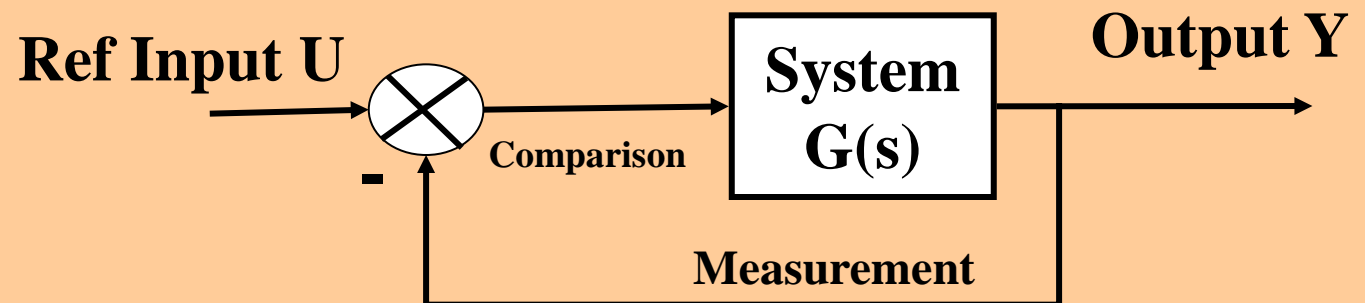 Ref Input U
System
G(s)
Output Y
Comparison
-
Measurement